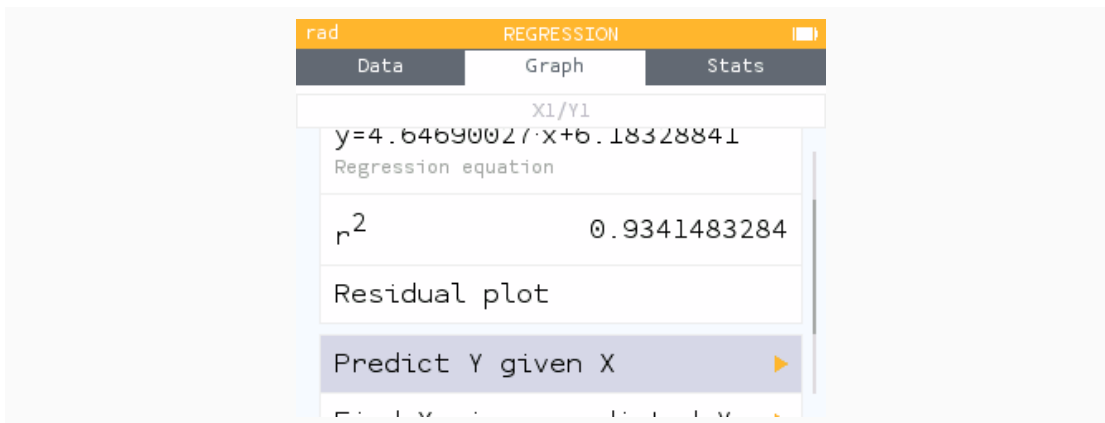 rad REGRESSION
Data Graph Stats
X1/Y1
y=4.64690027·x+6.18328841
Regression equation
r² 0.9341483284
Residual plot
Predict Y given X